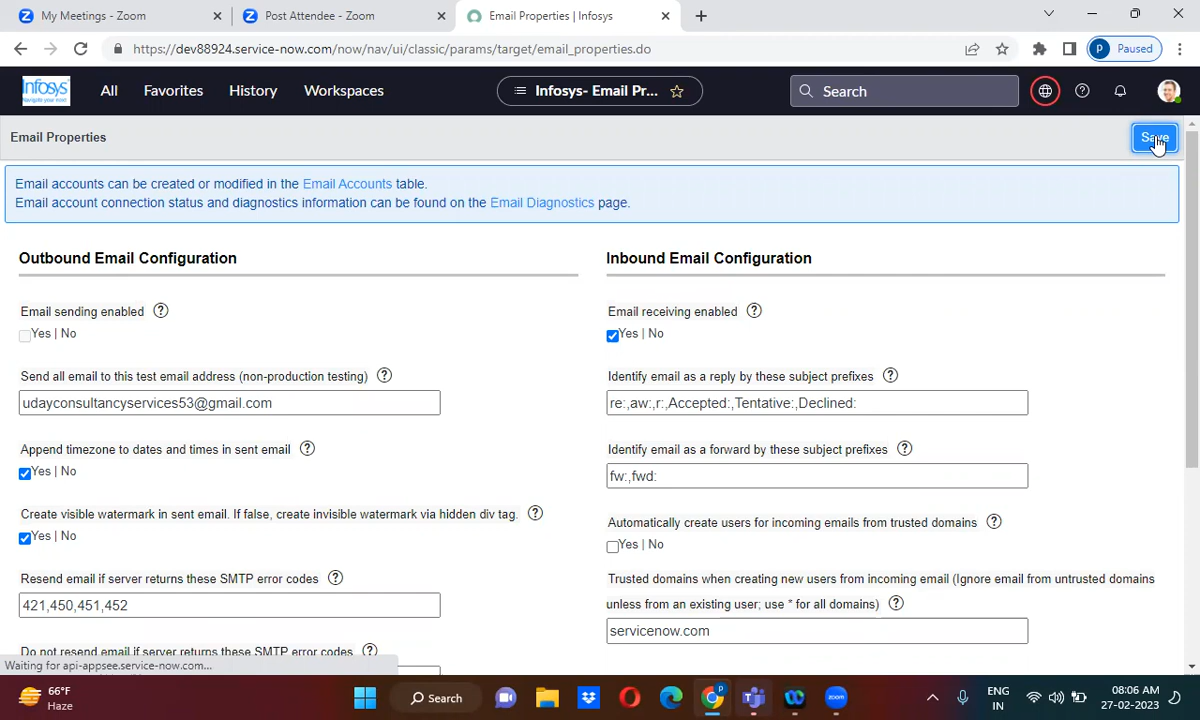 My Meetings - Zoom
Post Attendee - Zoom
Email Properties | Infosys
https://dev88924.service-now.com/now/nav/ui/classic/params/target/email_properties.do
P Paused
Infosys
Navigate your next
All Favorites History Workspaces
Infosys- Email Pr...
Search
Email Properties
Save
Email accounts can be created or modified in the Email Accounts table.
Email account connection status and diagnostics information can be found on the Email Diagnostics page.
Outbound Email Configuration
Email sending enabled ?
Yes | No
Send all email to this test email address (non-production testing) ?
udayconsultancyservices53@gmail.com
Append timezone to dates and times in sent email ?
Yes | No
Create visible watermark in sent email. If false, create invisible watermark via hidden div tag. ?
Yes | No
Resend email if server returns these SMTP error codes ?
421,450,451,452
Do not resend email if server returns these SMTP error codes ?
Inbound Email Configuration
Email receiving enabled ?
Yes | No
Identify email as a reply by these subject prefixes ?
re:,aw:,r:,Accepted:,Tentative:,Declined:
Identify email as a forward by these subject prefixes ?
fw:,fwd:
Automatically create users for incoming emails from trusted domains ?
Yes | No
Trusted domains when creating new users from incoming email (Ignore email from untrusted domains
unless from an existing user; use * for all domains) ?
servicenow.com
Waiting for api-appsee.service-now.com...
66°F
Haze
Search
ENG
IN
08:06 AM
27-02-2023